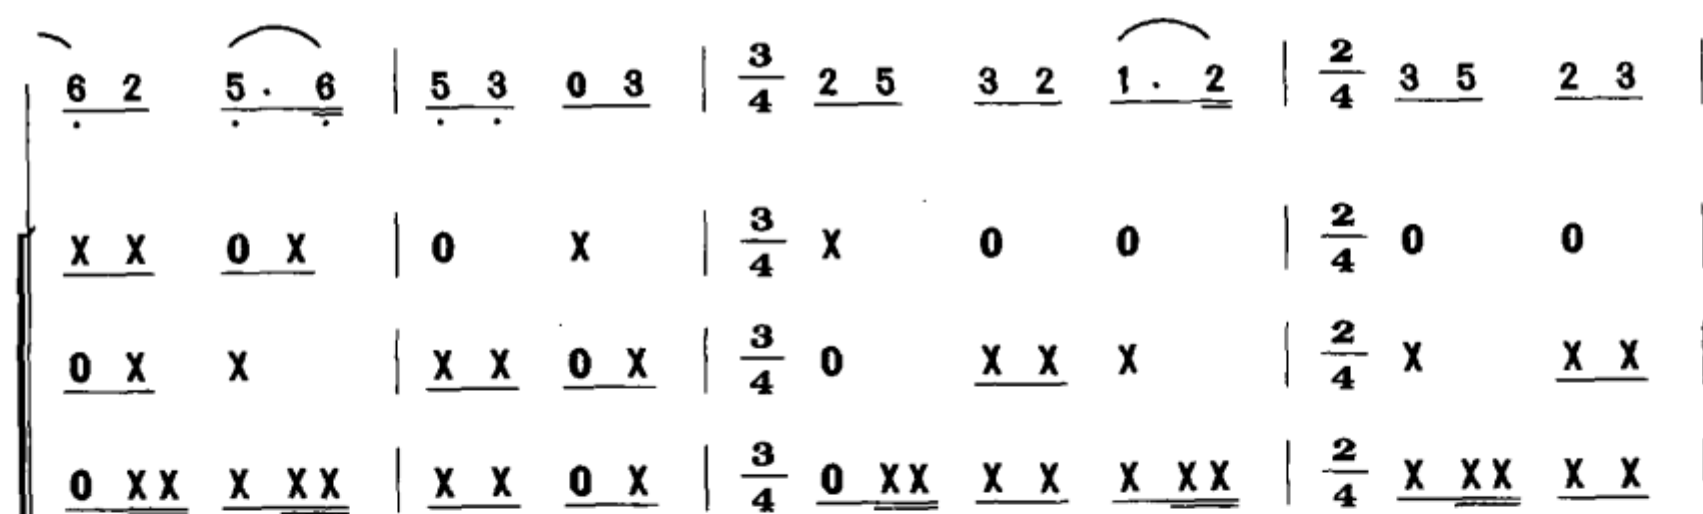 6 2 5 . 6 | 5 3 0 3 | 3/4 2 5 3 2 1 . 2 | 2/4 3 5 2 3 |
X X 0 X | 0 X | 3/4 X 0 0 | 2/4 0 0 |
0 X X | X X 0 X | 3/4 0 X X X | 2/4 X X X |
0 XX X XX | X X 0 X | 3/4 0 XX X X X XX | 2/4 X XX X X |